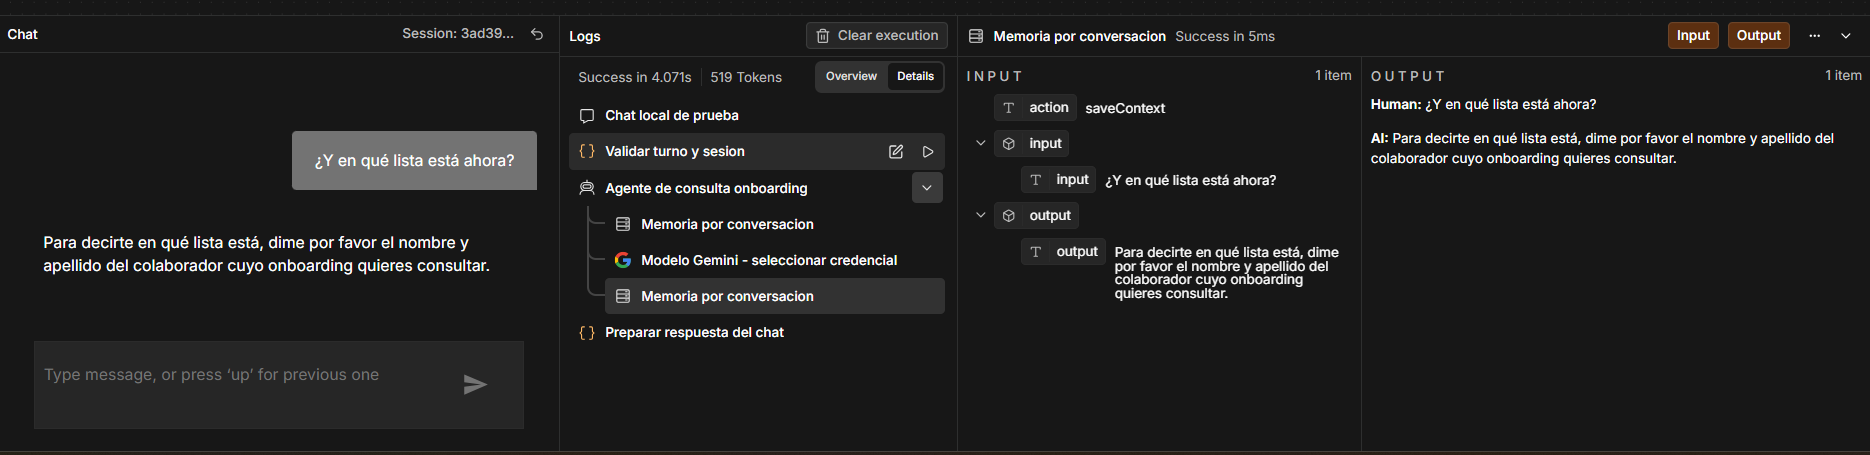 Chat
Session: 3ad39...
¿Y en qué lista está ahora?
Para decirte en qué lista está, dime por favor el nombre y
apellido del colaborador cuyo onboarding quieres consultar.
Type message, or press ‘up’ for previous one
Logs
Clear execution
Success in 4.071s
519 Tokens
Overview
Details
Chat local de prueba
Validar turno y sesion
Agente de consulta onboarding
Memoria por conversacion
Modelo Gemini - seleccionar credencial
Memoria por conversacion
Preparar respuesta del chat
Memoria por conversacion Success in 5ms
Input
Output
...
INPUT
1 item
T action saveContext
input
T input ¿Y en qué lista está ahora?
output
T output Para decirte en qué lista está, dime
por favor el nombre y apellido del
colaborador cuyo onboarding
quieres consultar.
OUTPUT
1 item
Human: ¿Y en qué lista está ahora?
AI: Para decirte en qué lista está, dime por favor el nombre y apellido del
colaborador cuyo onboarding quieres consultar.